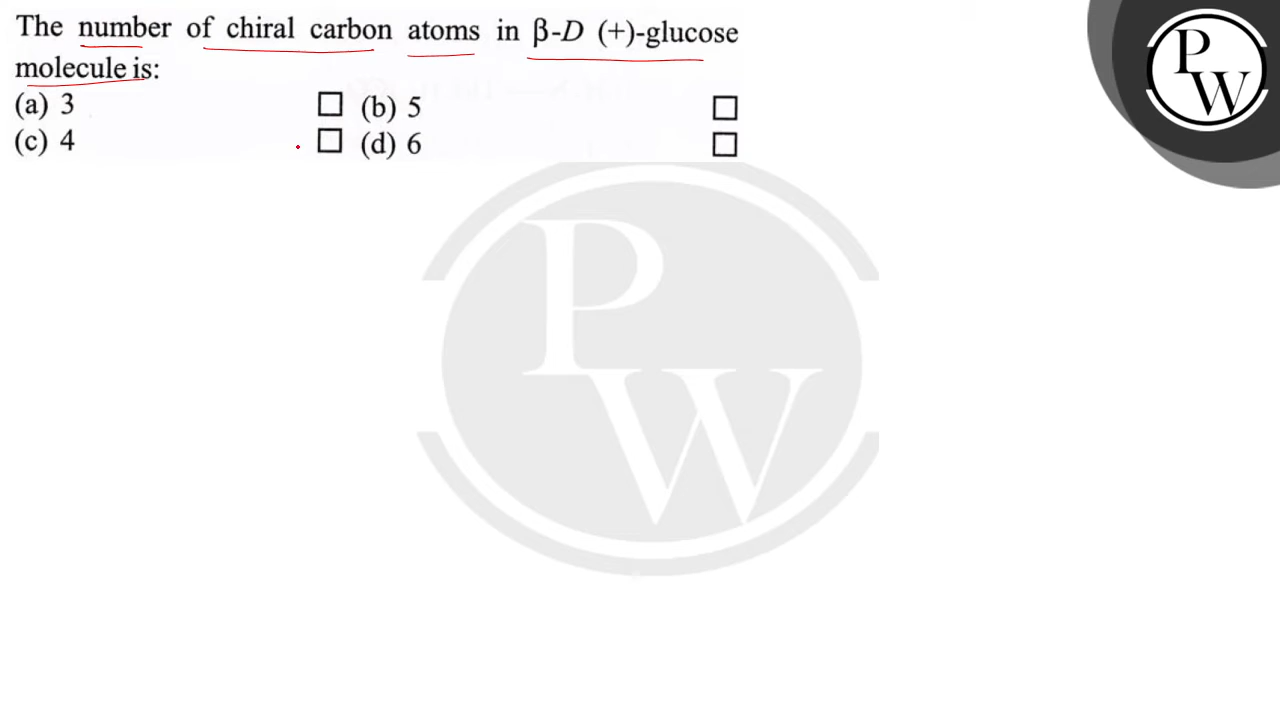 The number of chiral carbon atoms in β-D (+)-glucose
molecule is:
(a) 3 □ (b) 5 □
(c) 4 □ (d) 6 □
P
W
P
W